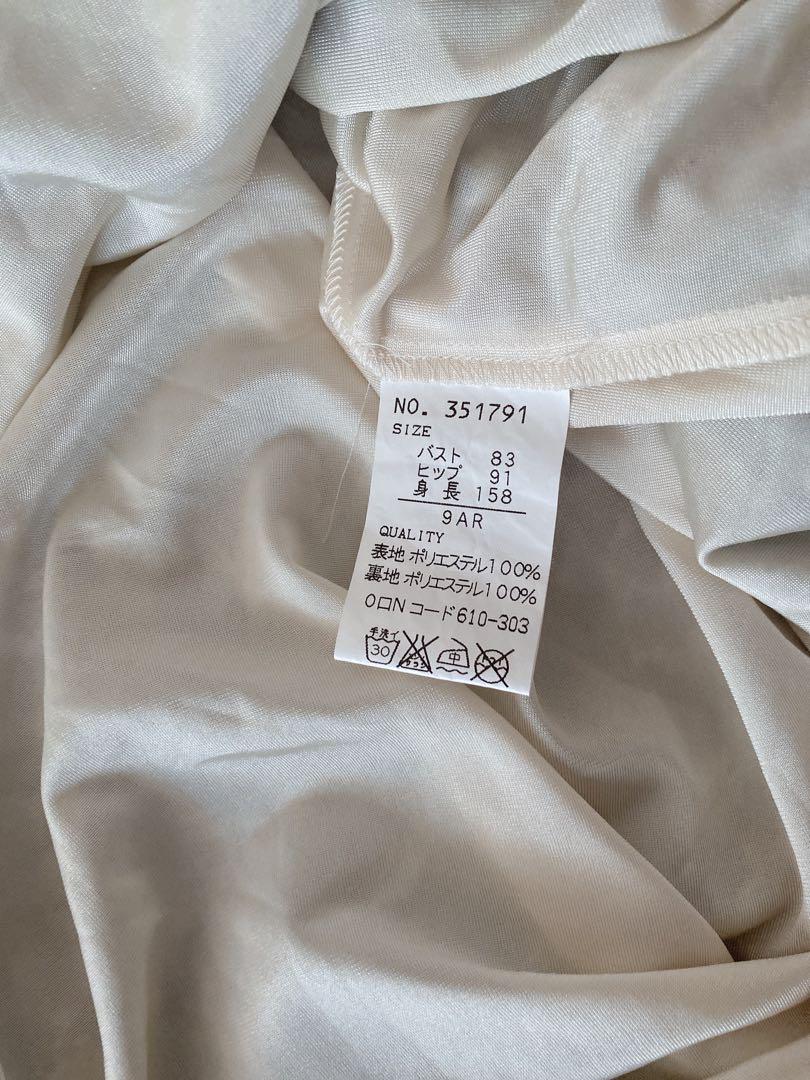 NO. 351791
SIZE
バスト 83
ヒップ 91
身長 158
9AR
QUALITY
表地 ポリエステル100%
裏地 ポリエステル100%
OロN コード610-303
手洗イ
30 中